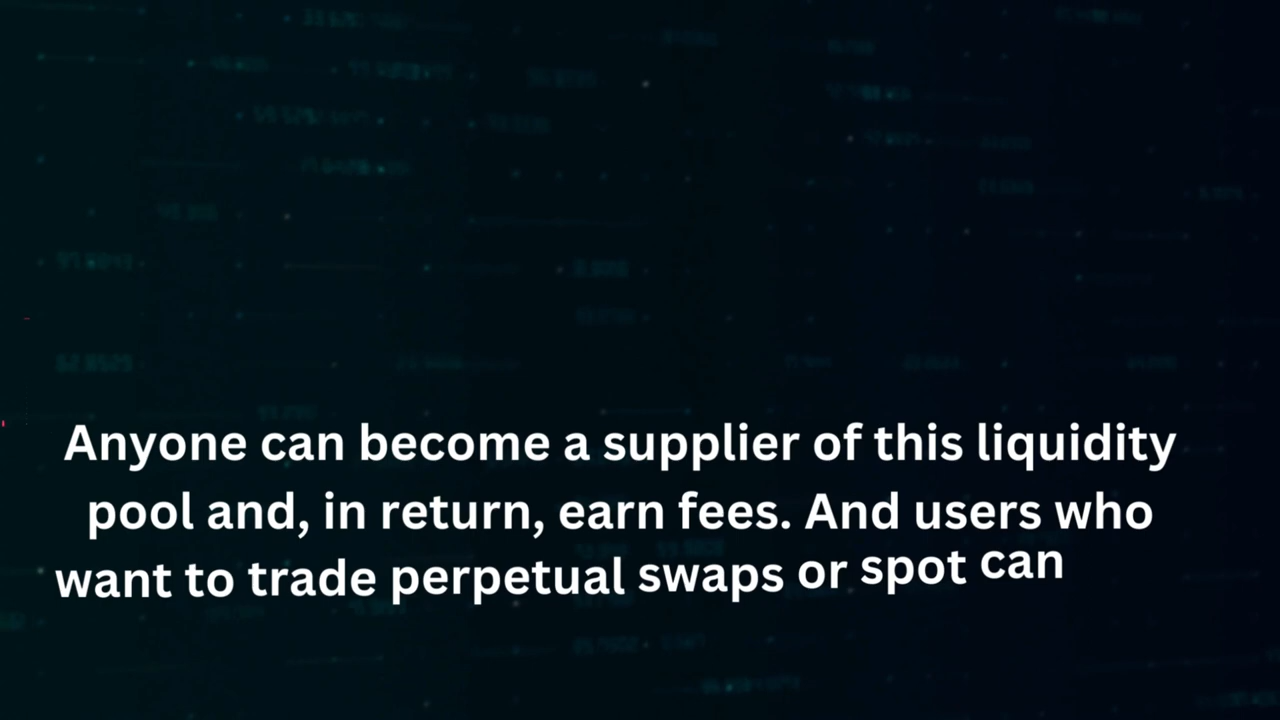 Anyone can become a supplier of this liquidity
pool and, in return, earn fees. And users who
want to trade perpetual swaps or spot can